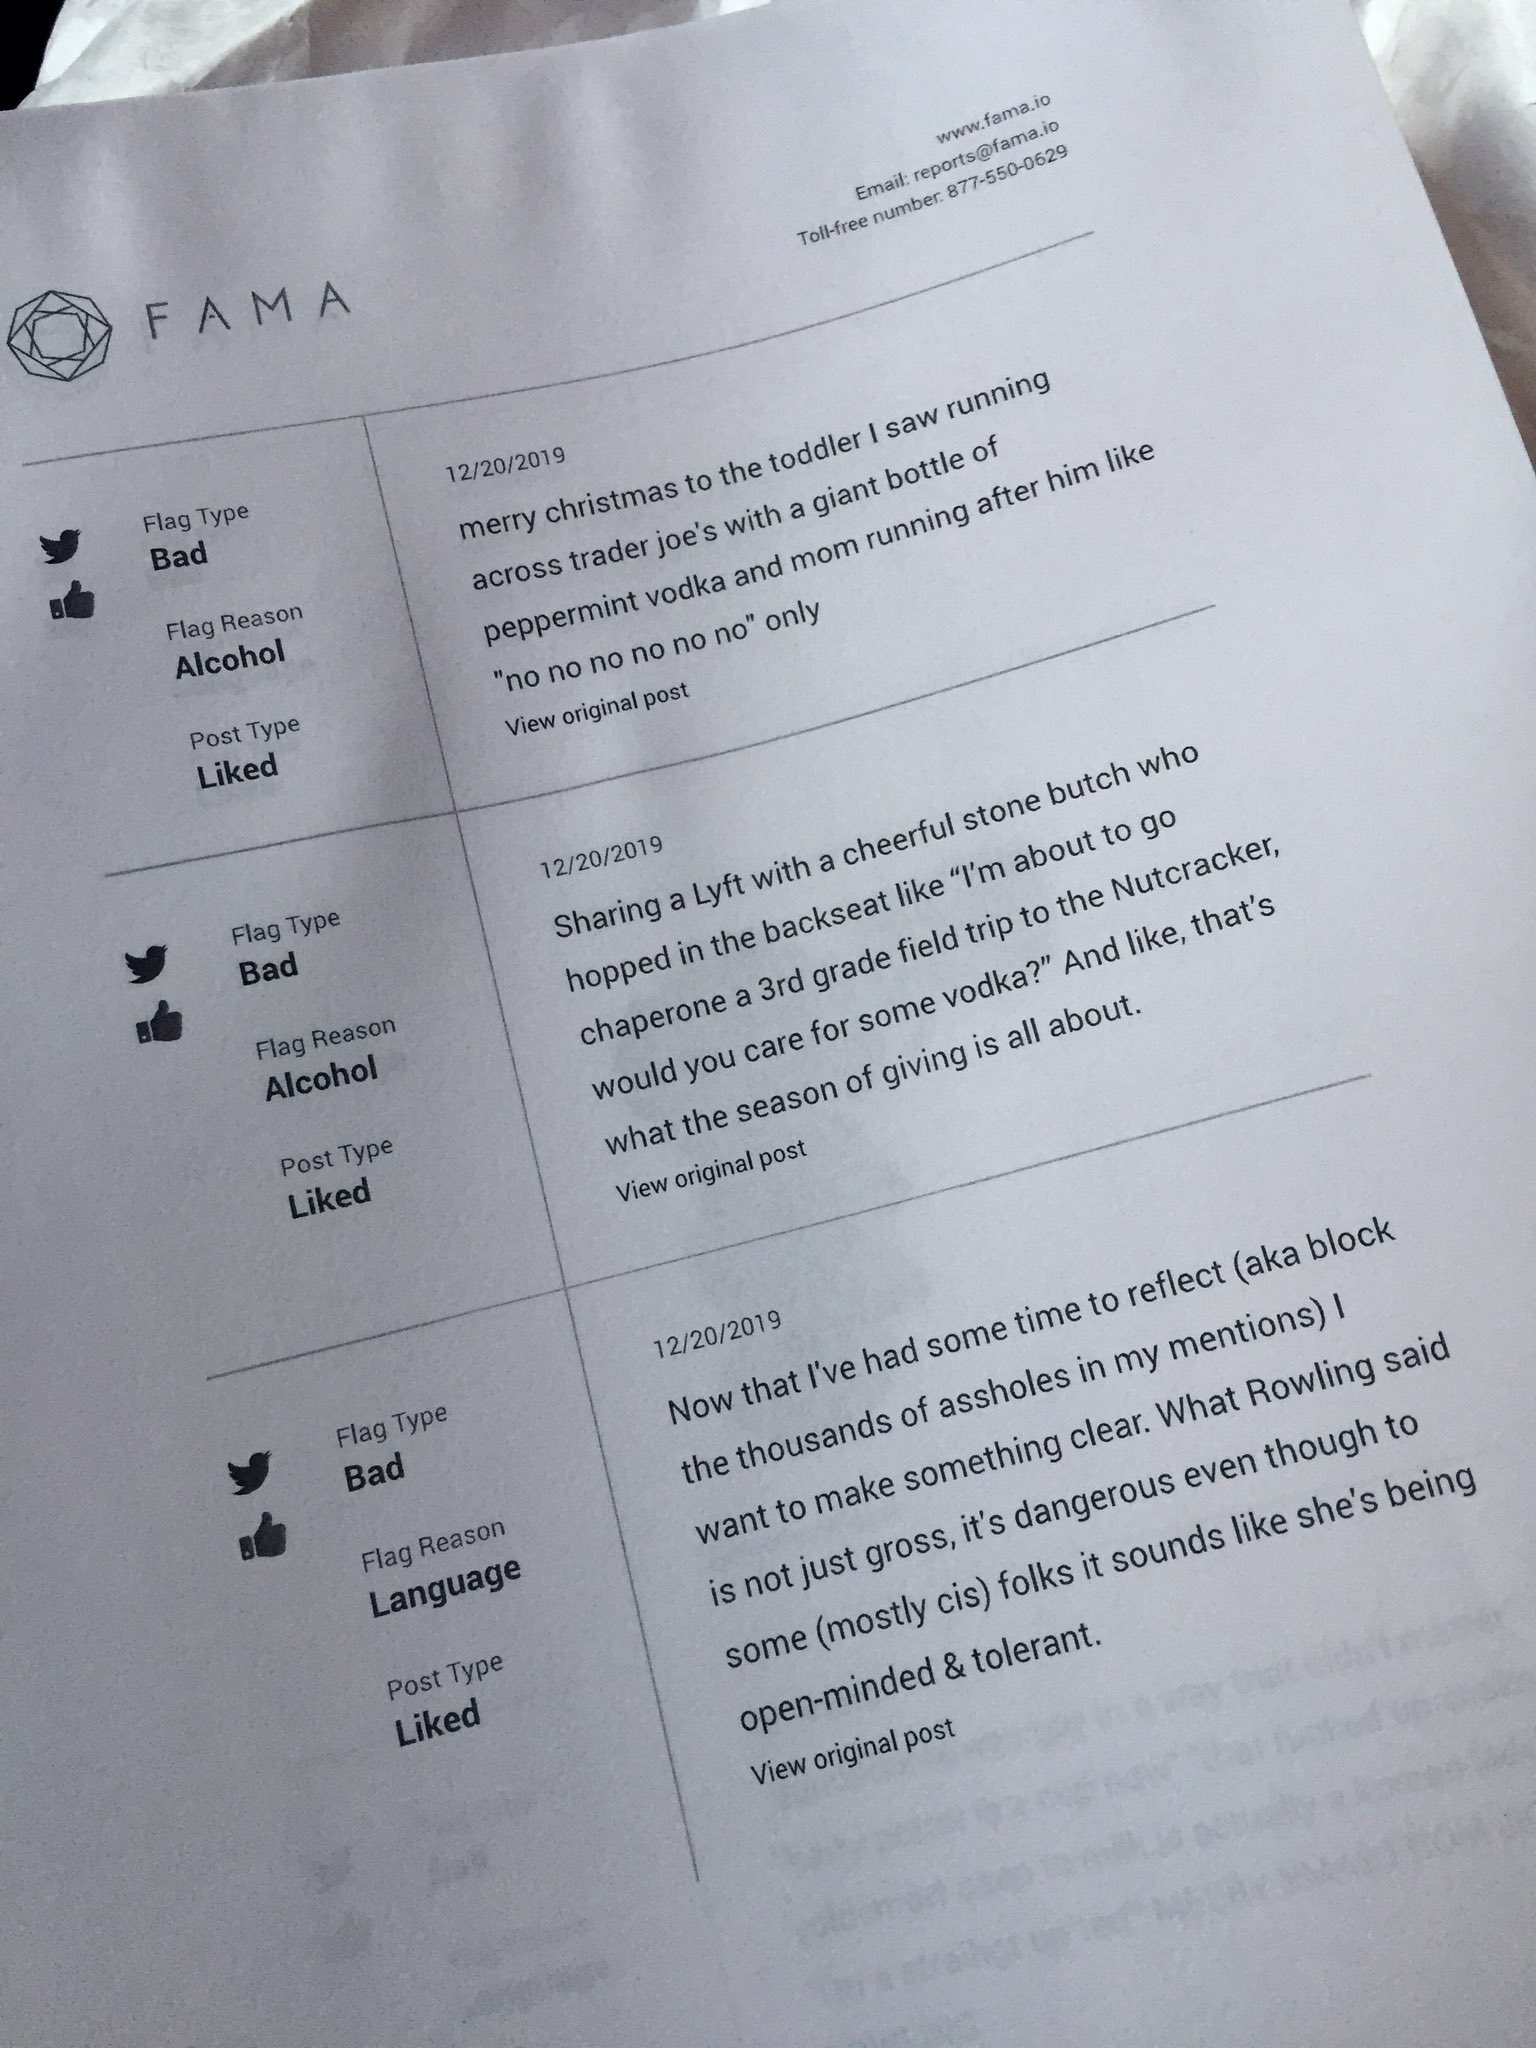 www.fama.io
Email: reports@fama.io
Toll-free number: 877-550-0629
FAMA
Flag Type
Bad
Flag Reason
Alcohol
Post Type
Liked
12/20/2019
merry christmas to the toddler I saw running
across trader joe's with a giant bottle of
peppermint vodka and mom running after him like
"no no no no no no" only
View original post
Flag Type
Bad
Flag Reason
Alcohol
Post Type
Liked
12/20/2019
Sharing a Lyft with a cheerful stone butch who
hopped in the backseat like “I'm about to go
chaperone a 3rd grade field trip to the Nutcracker,
would you care for some vodka?” And like, that's
what the season of giving is all about.
View original post
Flag Type
Bad
Flag Reason
Language
Post Type
Liked
12/20/2019
Now that I've had some time to reflect (aka block
the thousands of assholes in my mentions) I
want to make something clear. What Rowling said
is not just gross, it's dangerous even though to
some (mostly cis) folks it sounds like she's being
open-minded & tolerant.
View original post